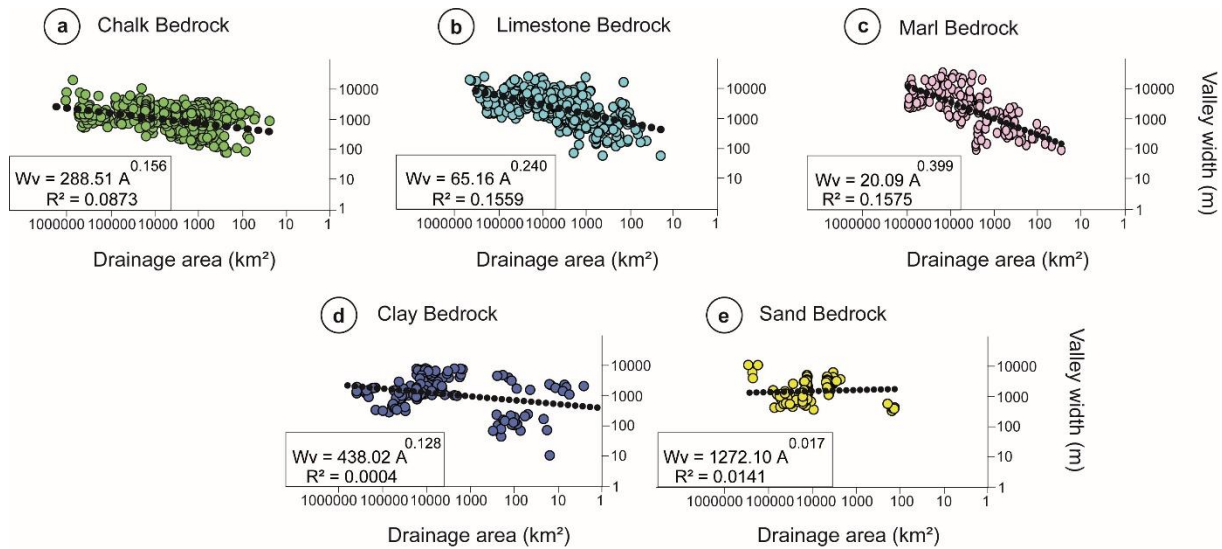 a Chalk Bedrock
b Limestone Bedrock
c Marl Bedrock
10000
1000
100
10
1
10000
1000
100
10
1
10000
1000
100
10
1
Valley width (m)
Wv = 288.51 A 0.156
R² = 0.0873
Wv = 65.16 A 0.240
R² = 0.1559
Wv = 20.09 A 0.399
R² = 0.1575
1000000 100000 10000 1000 100 10 1
1000000 100000 10000 1000 100 10 1
1000000 100000 10000 1000 100 10 1
Drainage area (km²)
Drainage area (km²)
Drainage area (km²)
d Clay Bedrock
e Sand Bedrock
10000
1000
100
10
1
10000
1000
100
10
1
Valley width (m)
Wv = 438.02 A 0.128
R² = 0.0004
Wv = 1272.10 A 0.017
R² = 0.0141
1000000 100000 10000 1000 100 10 1
1000000 100000 10000 1000 100 10 1
Drainage area (km²)
Drainage area (km²)